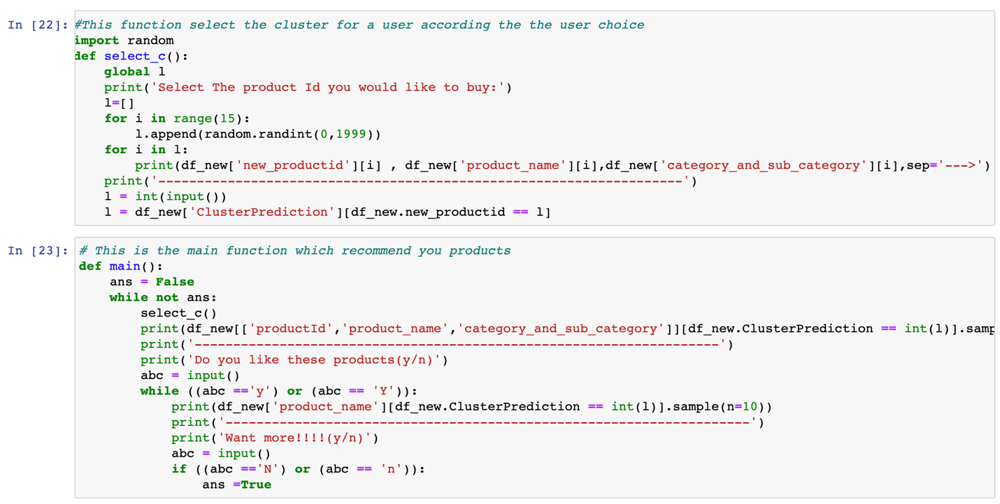 In [22]: #This function select the cluster for a user according the the user choice
import random
def select_c():
    global l
    print('Select The product Id you would like to buy:')
    l=[]
    for i in range(15):
        l.append(random.randint(0,1999))
    for i in l:
        print(df_new['new_productid'][i] , df_new['product_name'][i],df_new['category_and_sub_category'][i],sep='--->')
    print('--------------------------------------------------------------------')
    l = int(input())
    l = df_new['ClusterPrediction'][df_new.new_productid == l]
In [23]: # This is the main function which recommend you products
def main():
    ans = False
    while not ans:
        select_c()
        print(df_new[['productId','product_name','category_and_sub_category']][df_new.ClusterPrediction == int(l)].samp
        print('--------------------------------------------------------------------')
        print('Do you like these products(y/n)')
        abc = input()
        while ((abc =='y') or (abc == 'Y')):
            print(df_new['product_name'][df_new.ClusterPrediction == int(l)].sample(n=10))
            print('--------------------------------------------------------------------')
            print('Want more!!!!(y/n)')
            abc = input()
            if ((abc =='N') or (abc == 'n')):
                ans =True